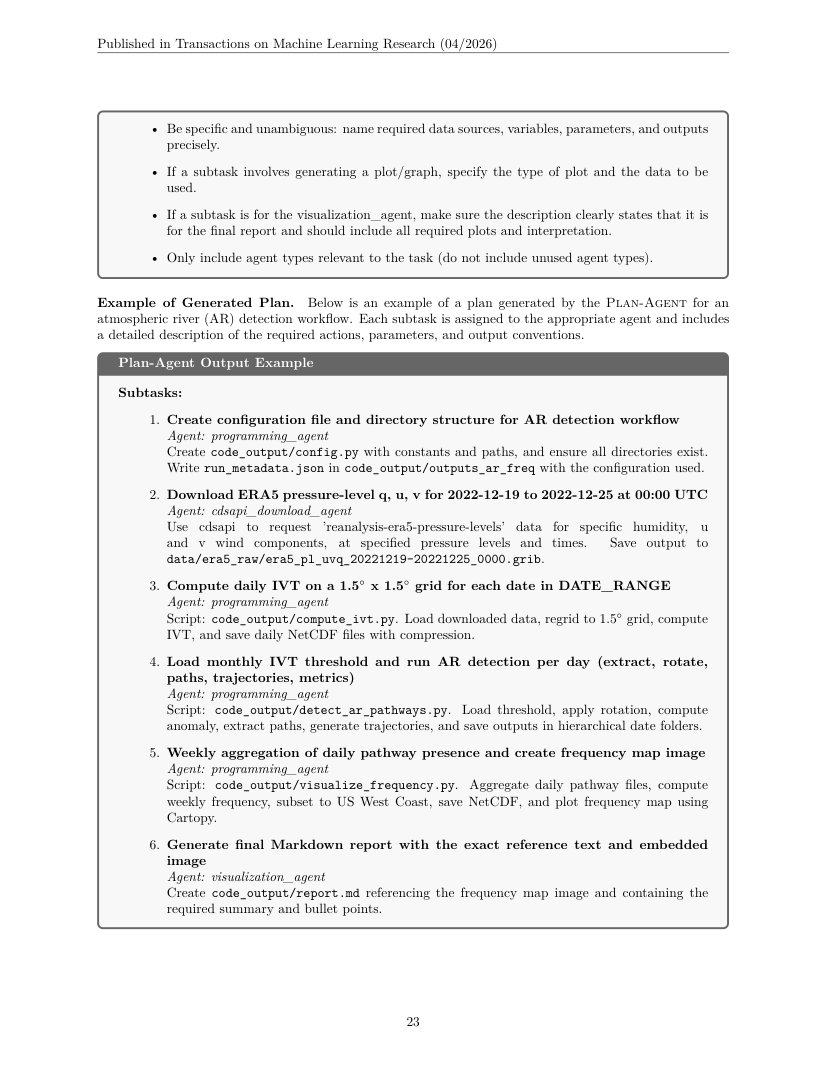 Published in Transactions on Machine Learning Research (04/2026)
• Be specific and unambiguous: name required data sources, variables, parameters, and outputs
precisely.
• If a subtask involves generating a plot/graph, specify the type of plot and the data to be
used.
• If a subtask is for the visualization_agent, make sure the description clearly states that it is
for the final report and should include all required plots and interpretation.
• Only include agent types relevant to the task (do not include unused agent types).
Example of Generated Plan. Below is an example of a plan generated by the Plan-Agent for an
atmospheric river (AR) detection workflow. Each subtask is assigned to the appropriate agent and includes
a detailed description of the required actions, parameters, and output conventions.
Plan-Agent Output Example
Subtasks:
1. Create configuration file and directory structure for AR detection workflow
Agent: programming_agent
Create code_output/config.py with constants and paths, and ensure all directories exist.
Write run_metadata.json in code_output/outputs_ar_freq with the configuration used.
2. Download ERA5 pressure-level q, u, v for 2022-12-19 to 2022-12-25 at 00:00 UTC
Agent: cdsapi_download_agent
Use cdsapi to request 'reanalysis-era5-pressure-levels' data for specific humidity, u
and v wind components, at specified pressure levels and times. Save output to
data/era5_raw/era5_pl_uvq_20221219-20221225_0000.grib.
3. Compute daily IVT on a 1.5° x 1.5° grid for each date in DATE_RANGE
Agent: programming_agent
Script: code_output/compute_ivt.py. Load downloaded data, regrid to 1.5° grid, compute
IVT, and save daily NetCDF files with compression.
4. Load monthly IVT threshold and run AR detection per day (extract, rotate,
paths, trajectories, metrics)
Agent: programming_agent
Script: code_output/detect_ar_pathways.py. Load threshold, apply rotation, compute
anomaly, extract paths, generate trajectories, and save outputs in hierarchical date folders.
5. Weekly aggregation of daily pathway presence and create frequency map image
Agent: programming_agent
Script: code_output/visualize_frequency.py. Aggregate daily pathway files, compute
weekly frequency, subset to US West Coast, save NetCDF, and plot frequency map using
Cartopy.
6. Generate final Markdown report with the exact reference text and embedded
image
Agent: visualization_agent
Create code_output/report.md referencing the frequency map image and containing the
required summary and bullet points.
23